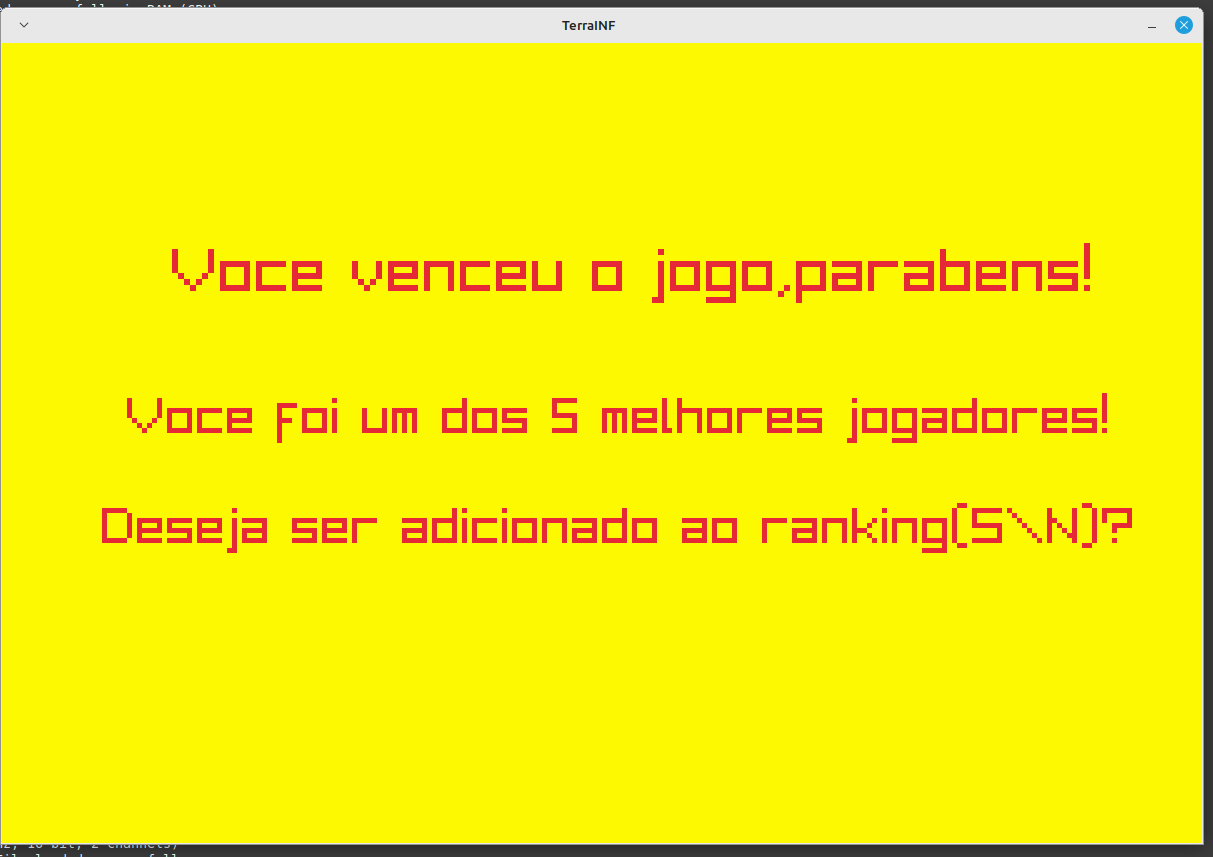 TerraINF
Voce venceu o jogo,parabens!
Voce foi um dos 5 melhores jogadores!
Deseja ser adicionado ao ranking(S\N)?